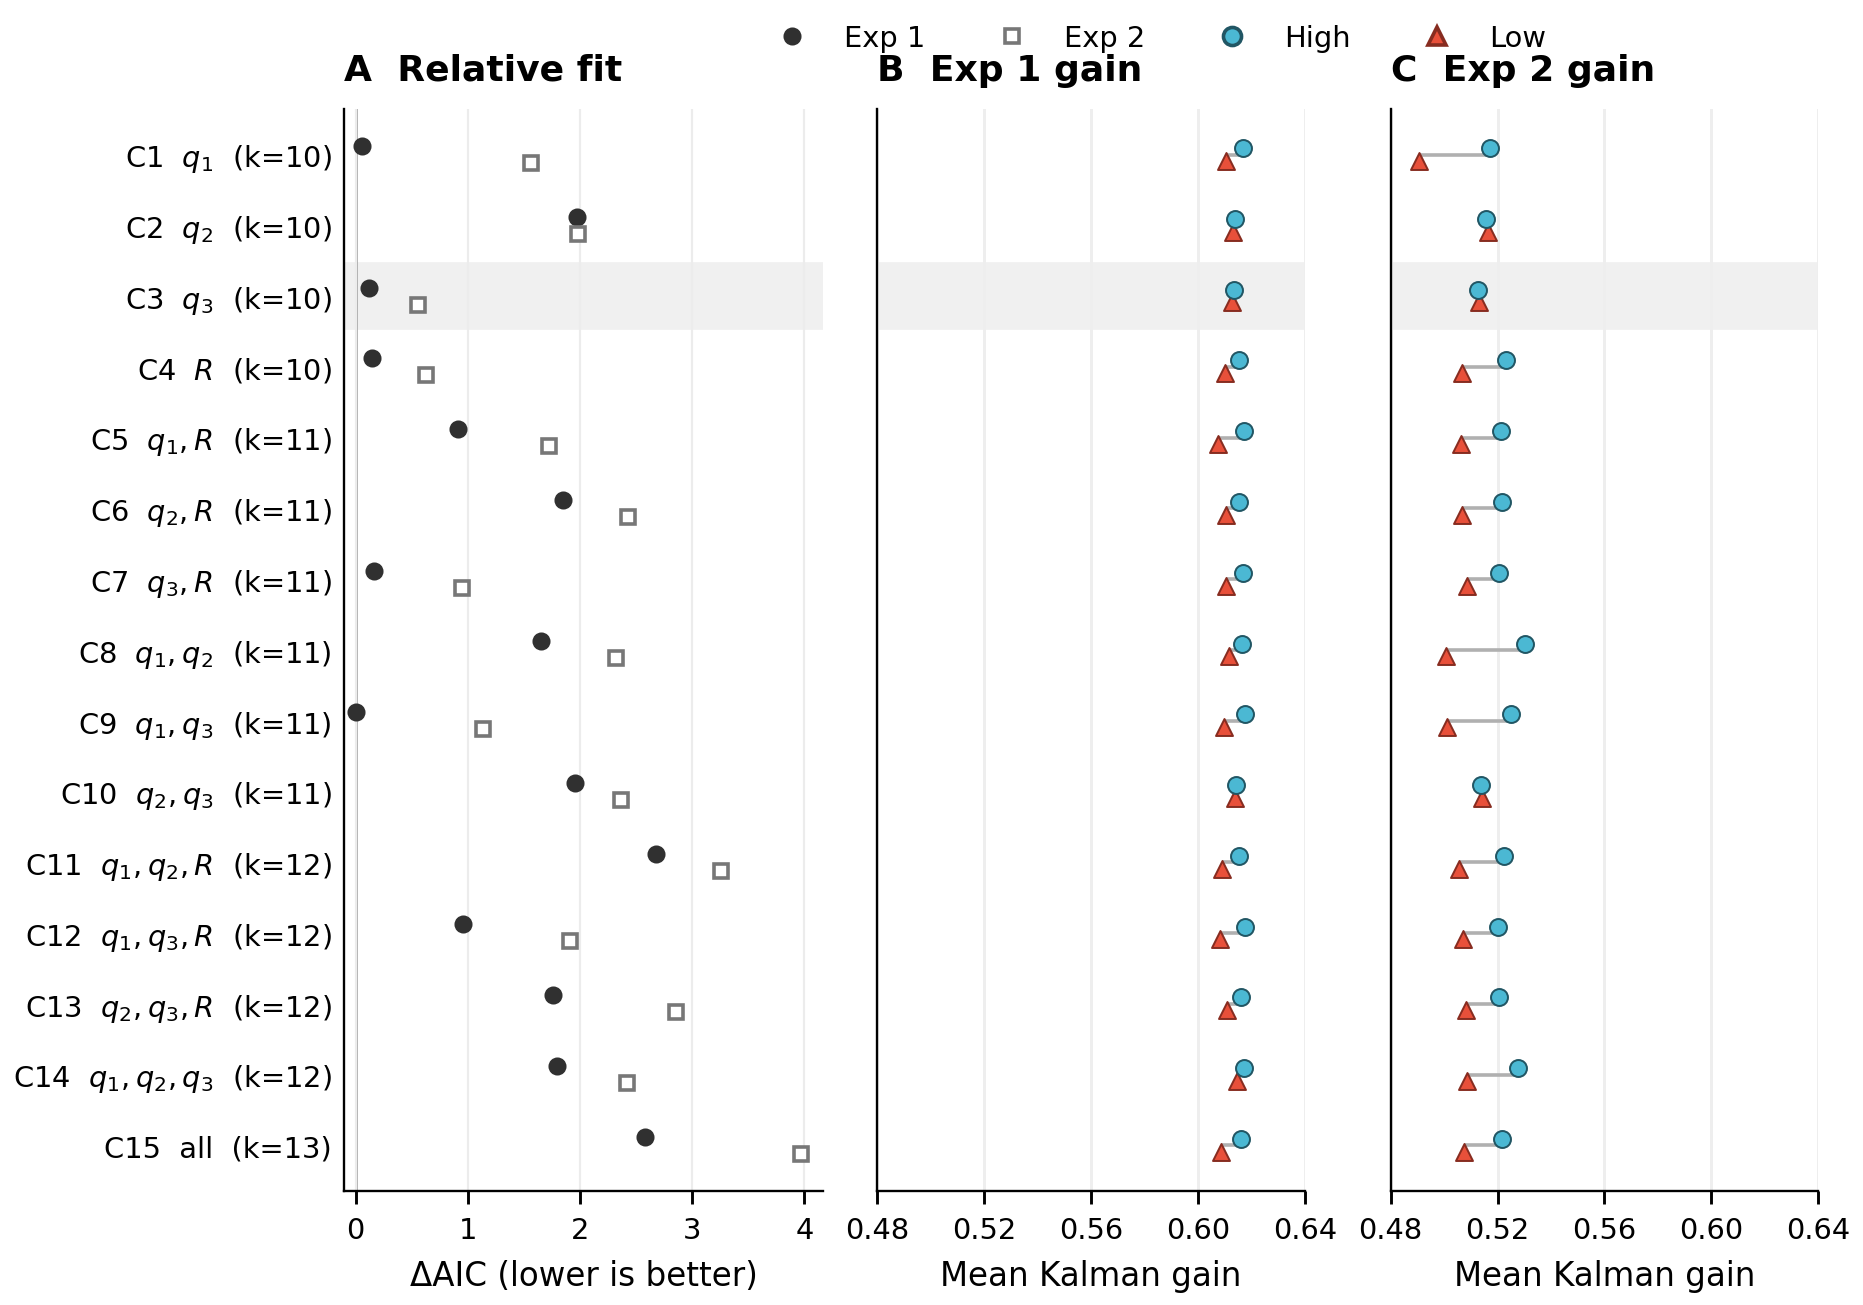 Exp 1 Exp 2 High Low
A Relative fit
B Exp 1 gain
C Exp 2 gain
C1 q₁ (k=10)
C2 q₂ (k=10)
C3 q₃ (k=10)
C4 R (k=10)
C5 q₁, R (k=11)
C6 q₂, R (k=11)
C7 q₃, R (k=11)
C8 q₁, q₂ (k=11)
C9 q₁, q₃ (k=11)
C10 q₂, q₃ (k=11)
C11 q₁, q₂, R (k=12)
C12 q₁, q₃, R (k=12)
C13 q₂, q₃, R (k=12)
C14 q₁, q₂, q₃ (k=12)
C15 all (k=13)
0 1 2 3 4
ΔAIC (lower is better)
0.48 0.52 0.56 0.60 0.64
Mean Kalman gain
0.48 0.52 0.56 0.60 0.64
Mean Kalman gain